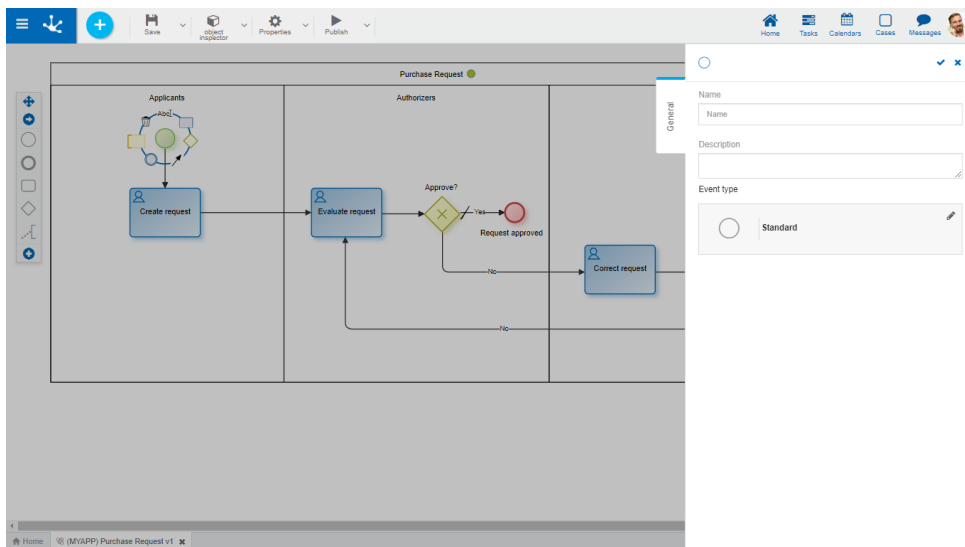 Save
object inspector
Properties
Publish
Home
Tasks
Calendars
Cases
Messages
Purchase Request
Applicants
Authorizers
Abc
Create request
Evaluate request
Approve?
Yes
Request approved
No
Correct request
No
General
Name
Name
Description
Event type
Standard
Home
(MYAPP) Purchase Request v1